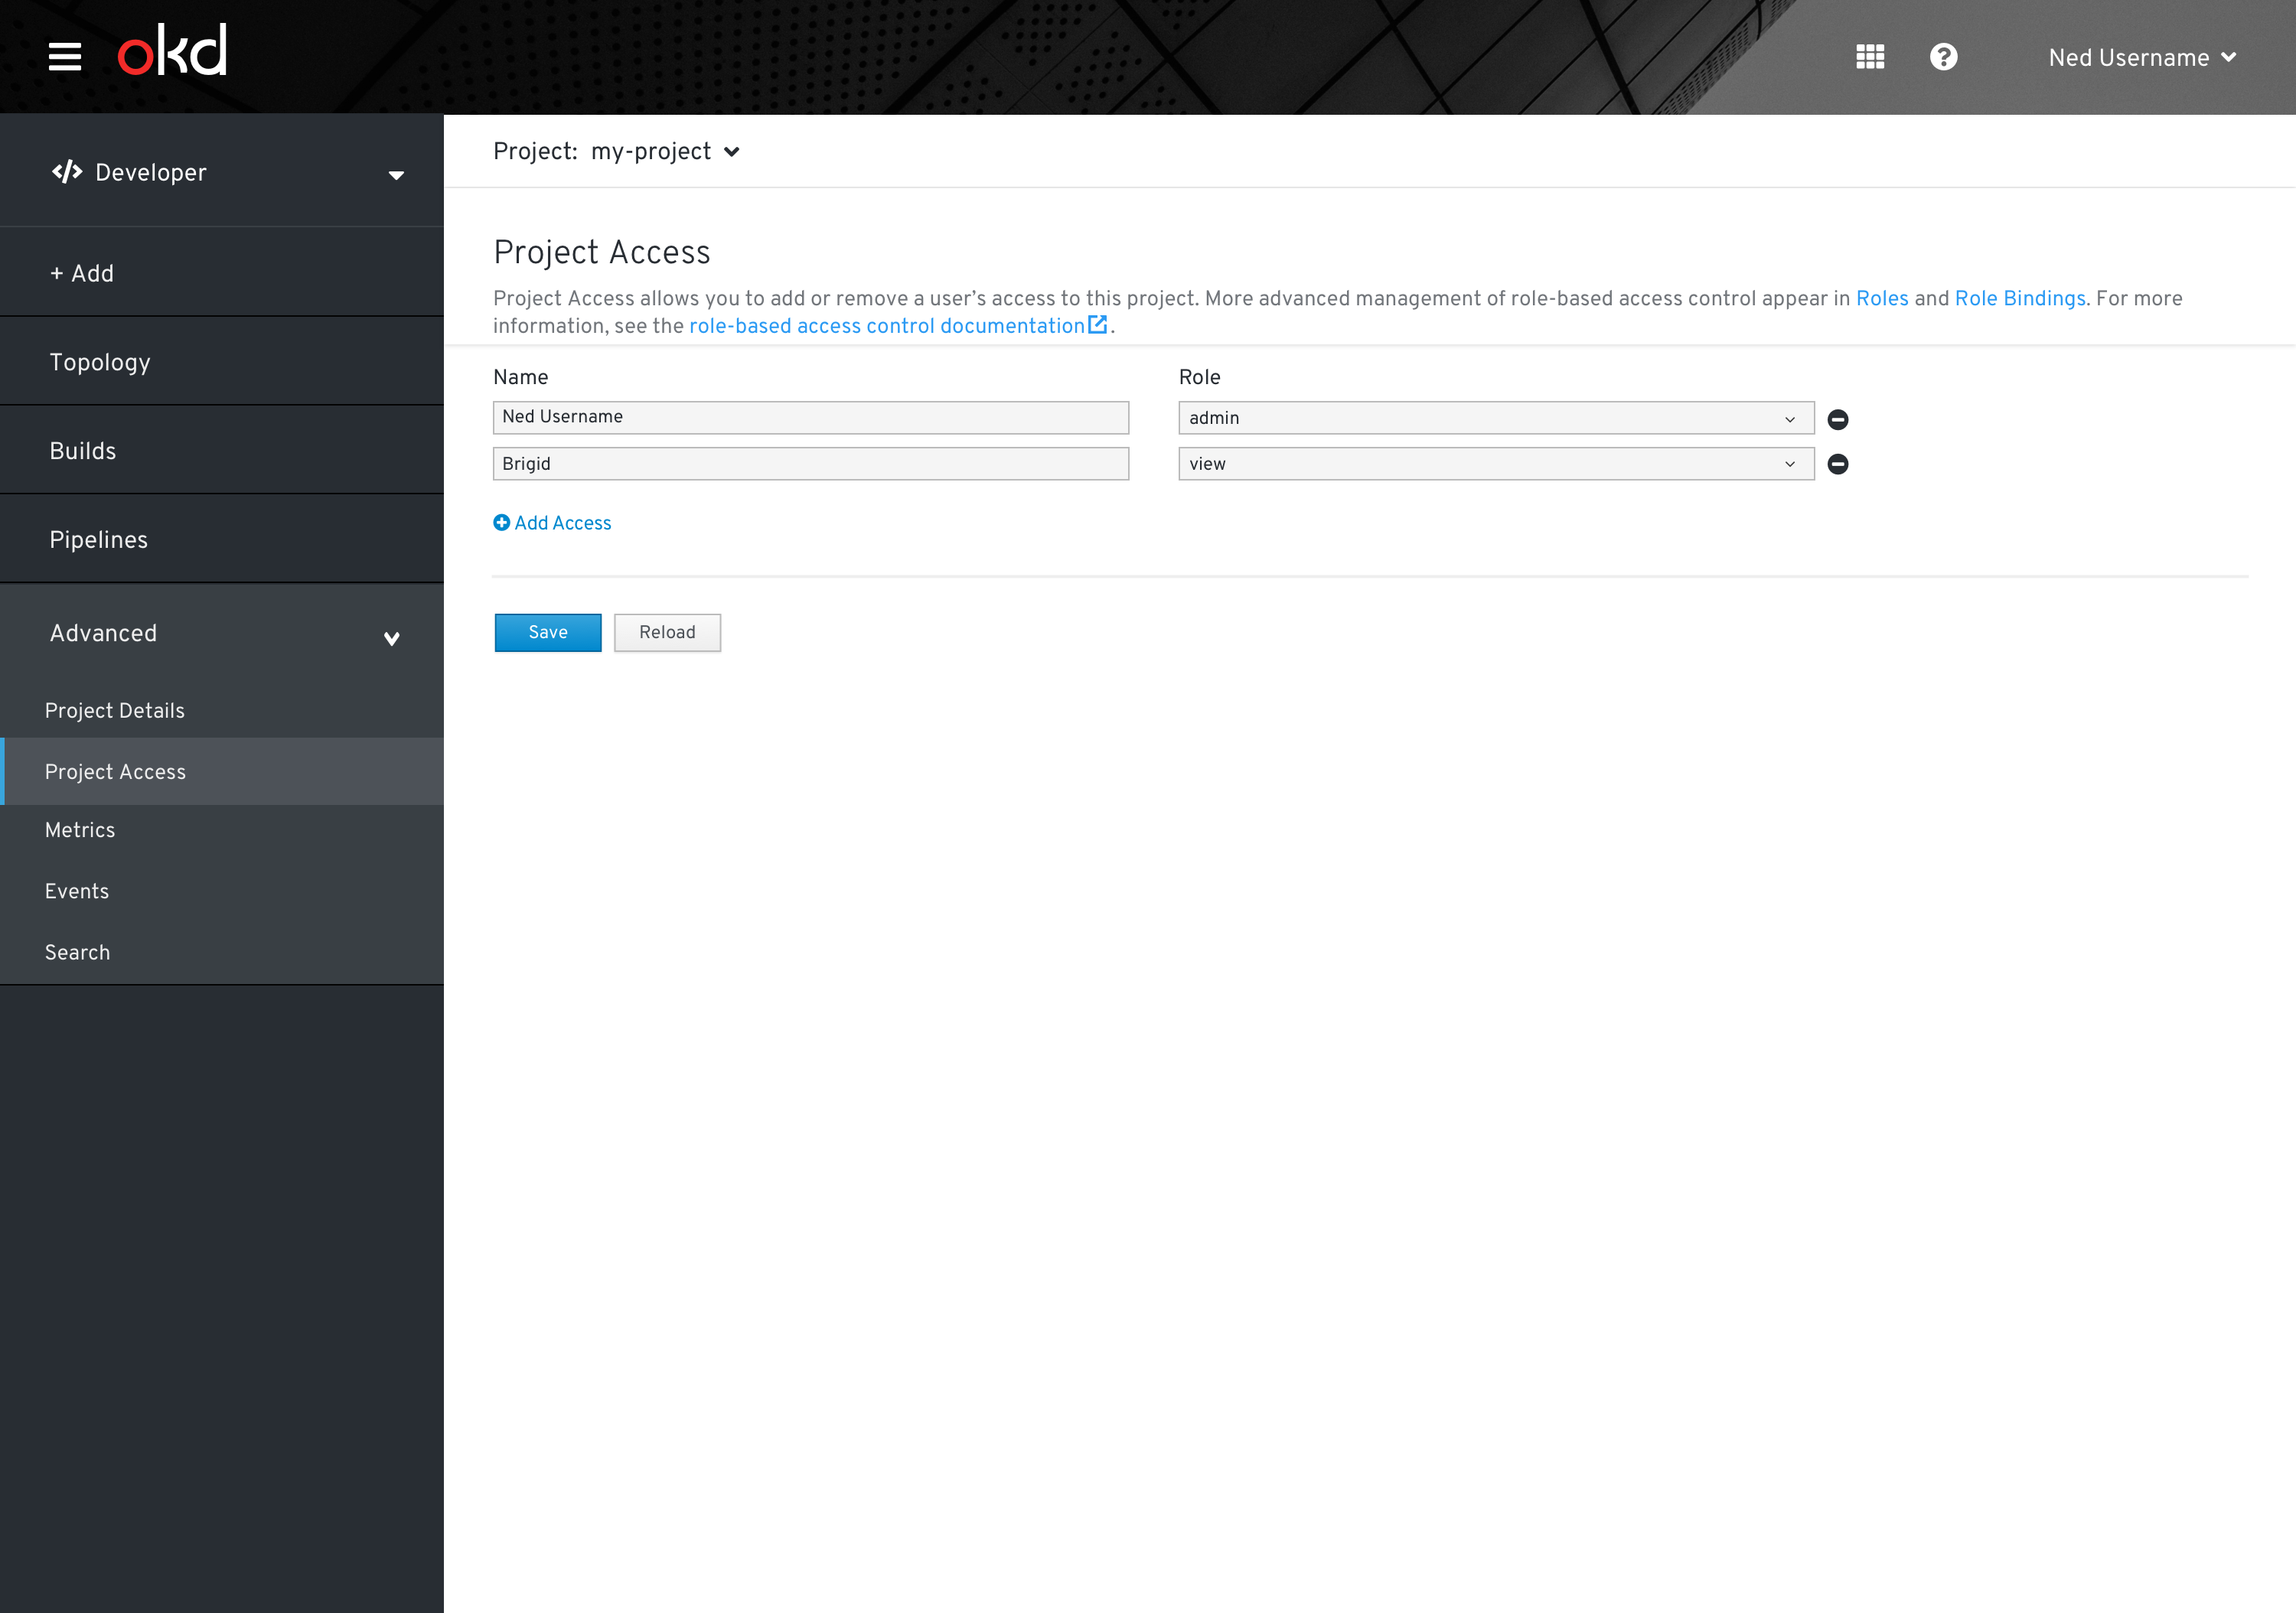 okd
Ned Username
Developer
Project: my-project
+ Add
Topology
Builds
Pipelines
Advanced
Project Details
Project Access
Metrics
Events
Search
Project Access
Project Access allows you to add or remove a user’s access to this project. More advanced management of role-based access control appear in Roles and Role Bindings. For more
information, see the role-based access control documentation .
Name Role
Ned Username admin
Brigid view
Add Access
Save Reload